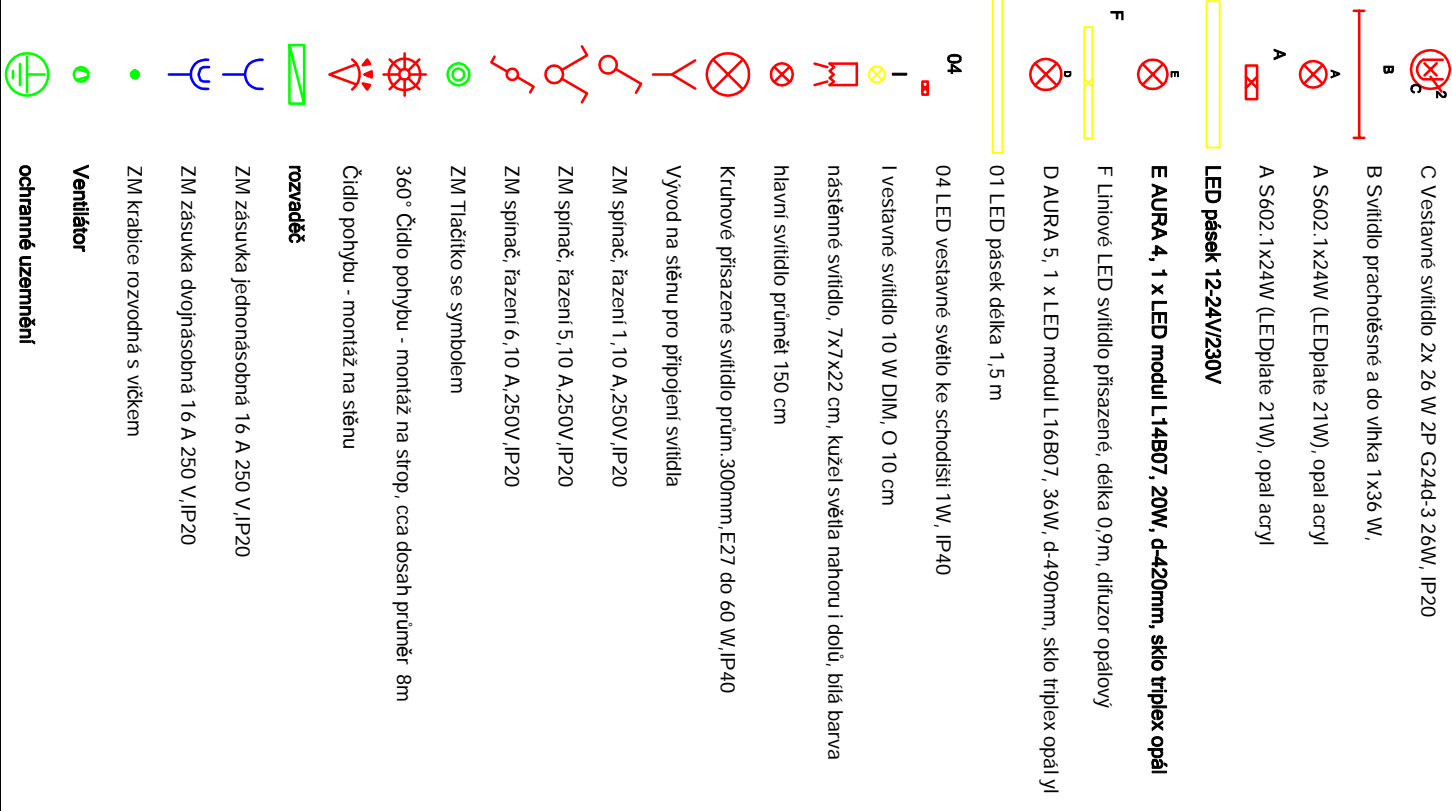 C 2 C Vestavné svítidlo 2x 26 W 2P G24d-3 26W, IP20
B B Svítidlo prachotěsné a do vlhka 1x36 W,
A A S602.1x24W (LEDplate 21W), opal acryl
A A S602.1x24W (LEDplate 21W), opal acryl
LED pásek 12-24V/230V
E E AURA 4, 1 x LED modul L14B07, 20W, d-420mm, sklo triplex opál
F F Liniové LED svítidlo přisazené, délka 0,9m, difuzor opálový
D D AURA 5, 1 x LED modul L16B07, 36W, d-490mm, sklo triplex opál yl
01 LED pásek délka 1,5 m
04 04 LED vestavné světlo ke schodišti 1W, IP40
I I vestavné svítidlo 10 W DIM, O 10 cm
nástěnné svítidlo, 7x7x22 cm, kužel světla nahoru i dolů, bílá barva
hlavní svítidlo průmět 150 cm
Kruhové přisazené svítidlo prům.300mm,E27 do 60 W,IP40
Vývod na stěnu pro připojení svítidla
ZM spínač, řazení 1,10 A,250V,IP20
ZM spínač, řazení 5,10 A,250V,IP20
ZM spínač, řazení 6,10 A,250V,IP20
ZM Tlačítko se symbolem
360° Čidlo pohybu - montáž na strop, cca dosah průměr 8m
Čidlo pohybu - montáž na stěnu
rozvaděč
ZM zásuvka jednonásobná 16 A 250 V,IP20
ZM zásuvka dvojnásobná 16 A 250 V,IP20
ZM krabice rozvodná s víčkem
Ventilátor
ochranné uzemnění